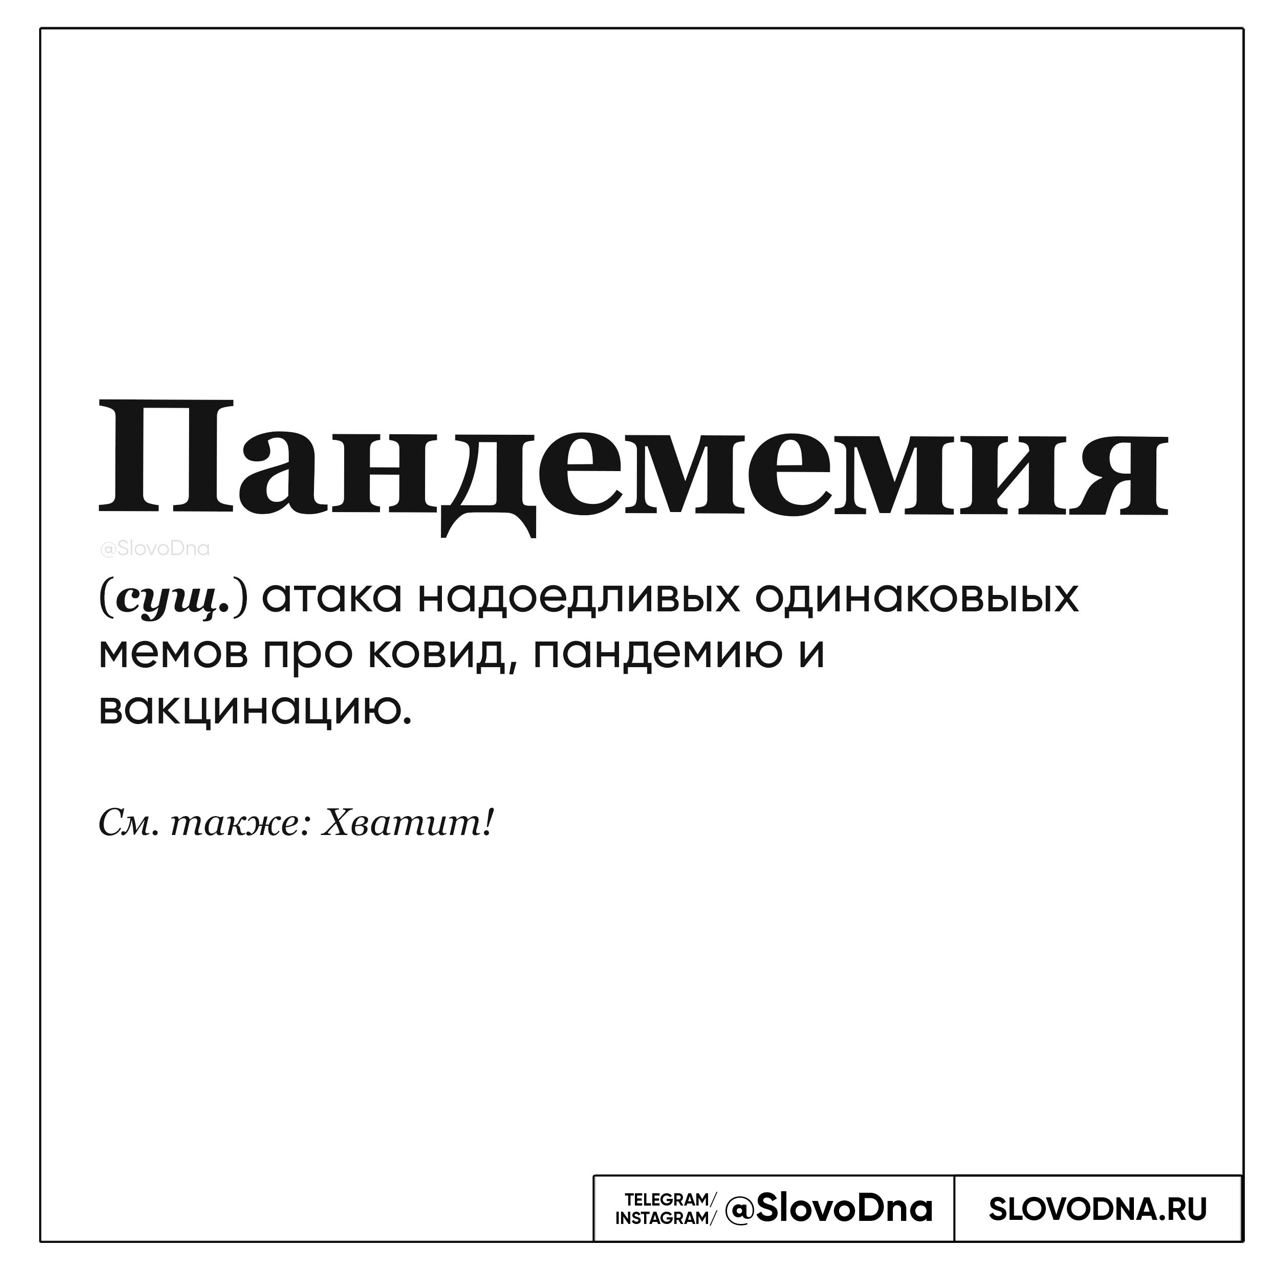 Пандемемия
@SlovoDna
(сущ.) атака надоедливых одинаковыых
мемов про ковид, пандемию и
вакцинацию.
См. также: Хватит!
TELEGRAM/
INSTAGRAM/
@SlovoDna
SLOVODNA.RU